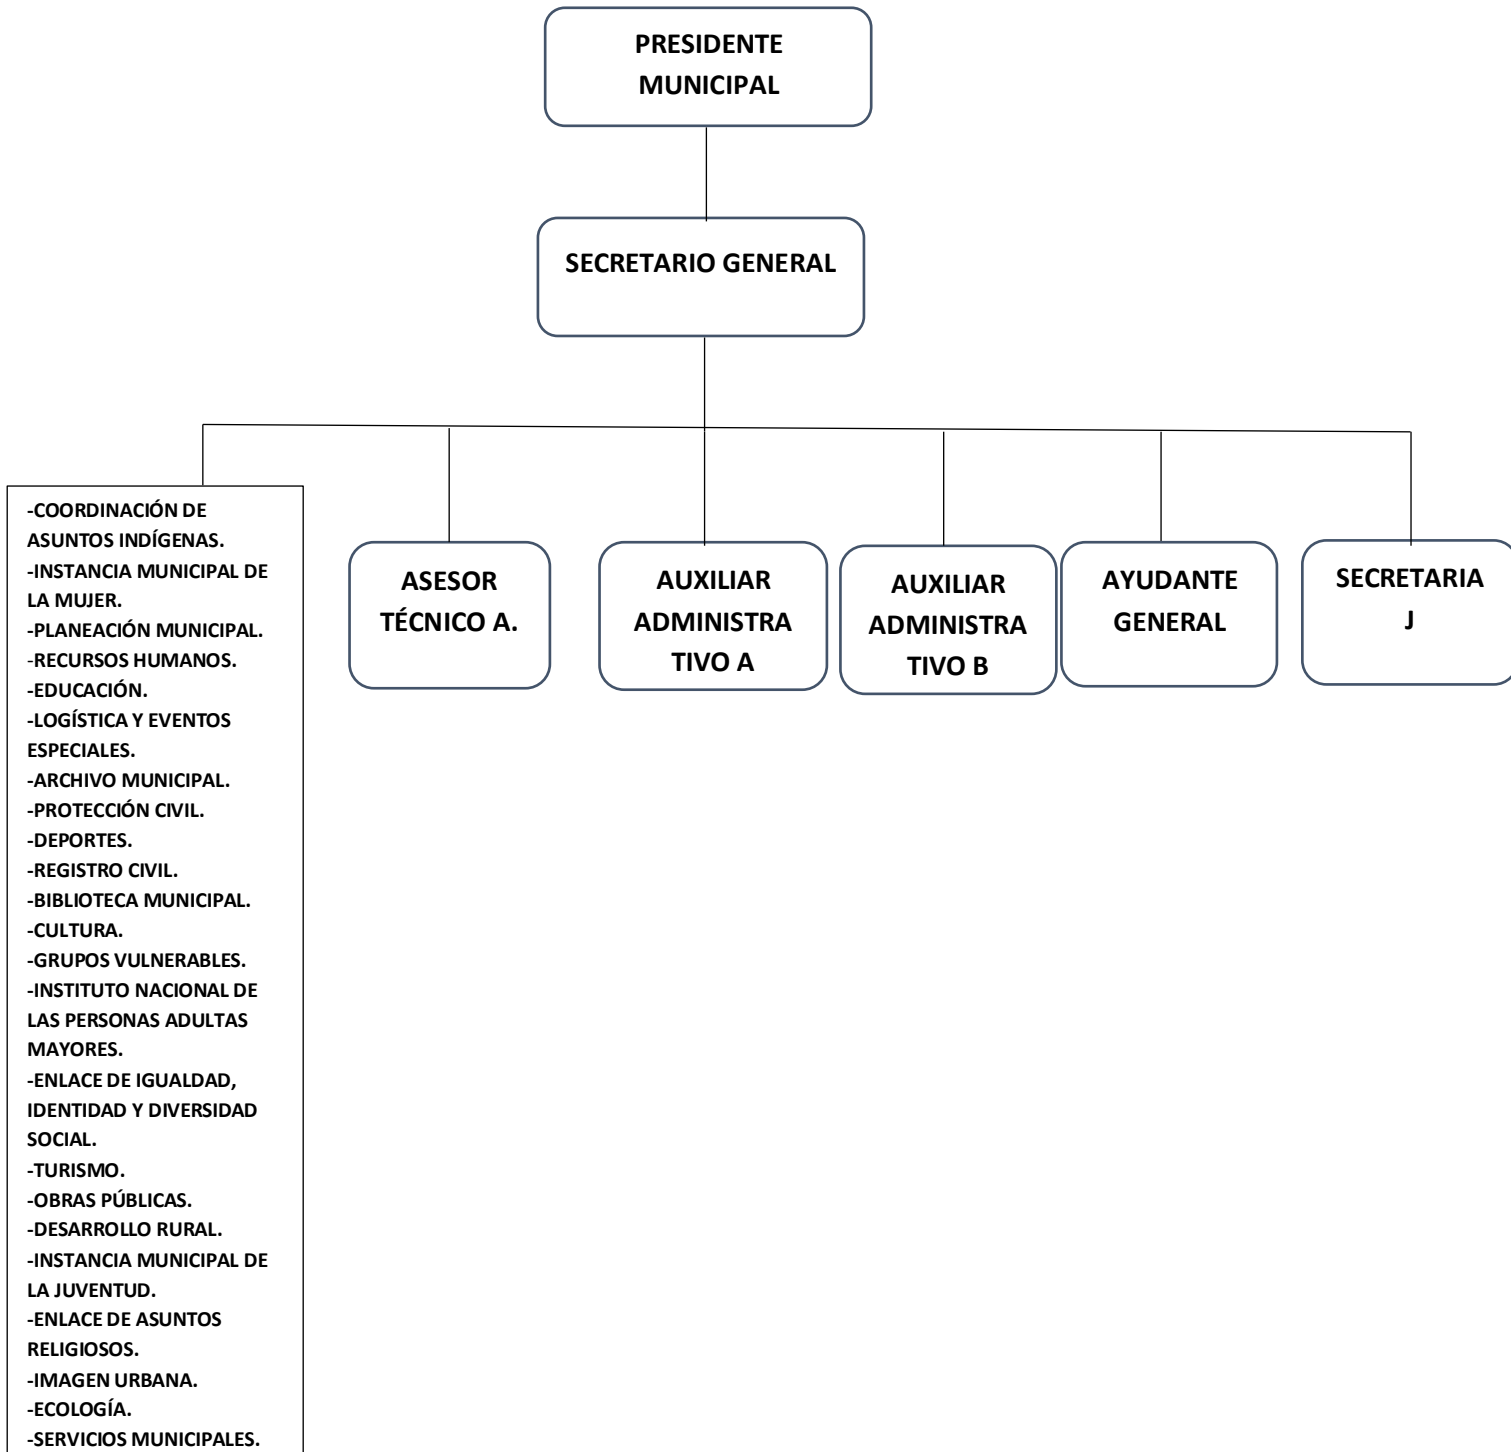 PRESIDENTE
MUNICIPAL
SECRETARIO GENERAL
-COORDINACIÓN DE
ASUNTOS INDÍGENAS.
-INSTANCIA MUNICIPAL DE
LA MUJER.
-PLANEACIÓN MUNICIPAL.
-RECURSOS HUMANOS.
-EDUCACIÓN.
-LOGÍSTICA Y EVENTOS
ESPECIALES.
-ARCHIVO MUNICIPAL.
-PROTECCIÓN CIVIL.
-DEPORTES.
-REGISTRO CIVIL.
-BIBLIOTECA MUNICIPAL.
-CULTURA.
-GRUPOS VULNERABLES.
-INSTITUTO NACIONAL DE
LAS PERSONAS ADULTAS
MAYORES.
-ENLACE DE IGUALDAD,
IDENTIDAD Y DIVERSIDAD
SOCIAL.
-TURISMO.
-OBRAS PÚBLICAS.
-DESARROLLO RURAL.
-INSTANCIA MUNICIPAL DE
LA JUVENTUD.
-ENLACE DE ASUNTOS
RELIGIOSOS.
-IMAGEN URBANA.
-ECOLOGÍA.
-SERVICIOS MUNICIPALES.
ASESOR
TÉCNICO A.
AUXILIAR
ADMINISTRA
TIVO A
AUXILIAR
ADMINISTRA
TIVO B
AYUDANTE
GENERAL
SECRETARIA
J